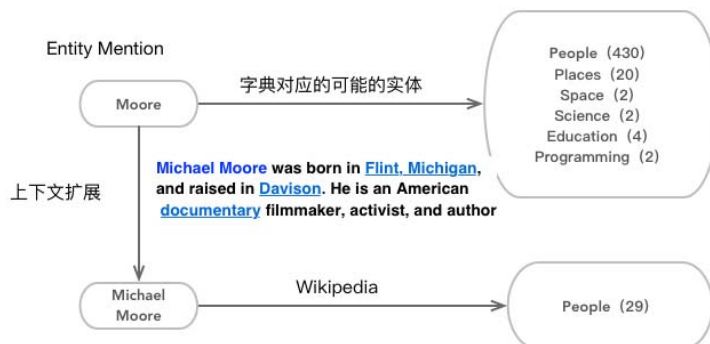 Entity Mention
Moore
字典对应的可能的实体
People（430）
Places（20）
Space（2）
Science（2）
Education（4）
Programming（2）
上下文扩展
Michael Moore was born in Flint, Michigan,
and raised in Davison. He is an American
documentary filmmaker, activist, and author
Michael
Moore
Wikipedia
People（29）